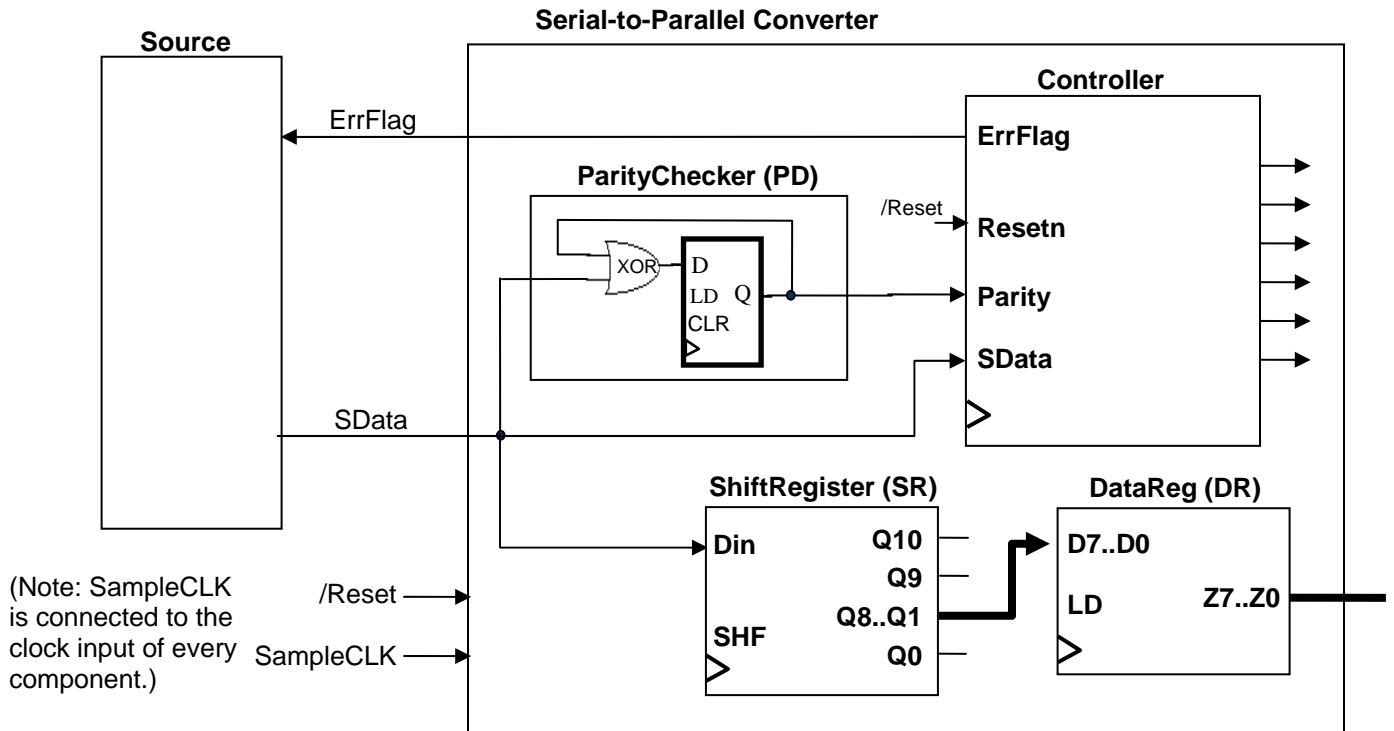 Serial-to-Parallel Converter
Source
Controller
ErrFlag
ErrFlag
ParityChecker (PD)
/Reset
Resetn
XOR
D
LD Q
CLR
Parity
SData
SData
ShiftRegister (SR)
DataReg (DR)
Din
Q10
D7..D0
Q9
(Note: SampleCLK
is connected to the
clock input of every
component.)
/Reset
Q8..Q1
LD
Z7..Z0
SHF
SampleCLK
Q0